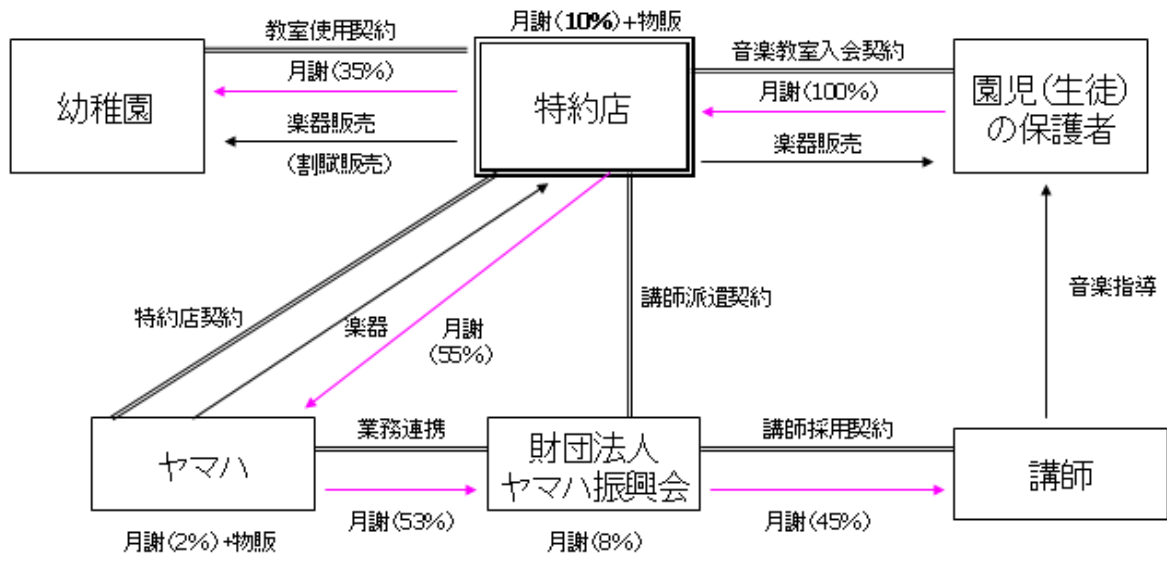 月謝(10%)+物販
教室使用契約
音楽教室入会契約
幼稚園
月謝(35%)
特約店
月謝(100%)
園児(生徒)
の保護者
楽器販売
(割賦販売)
楽器販売
特約店契約
楽器
月謝
(55%)
講師派遣契約
音楽指導
ヤマハ
業務連携
財団法人
ヤマハ振興会
講師採用契約
講師
月謝(53%)
月謝(45%)
月謝(2%)+物販
月謝(8%)